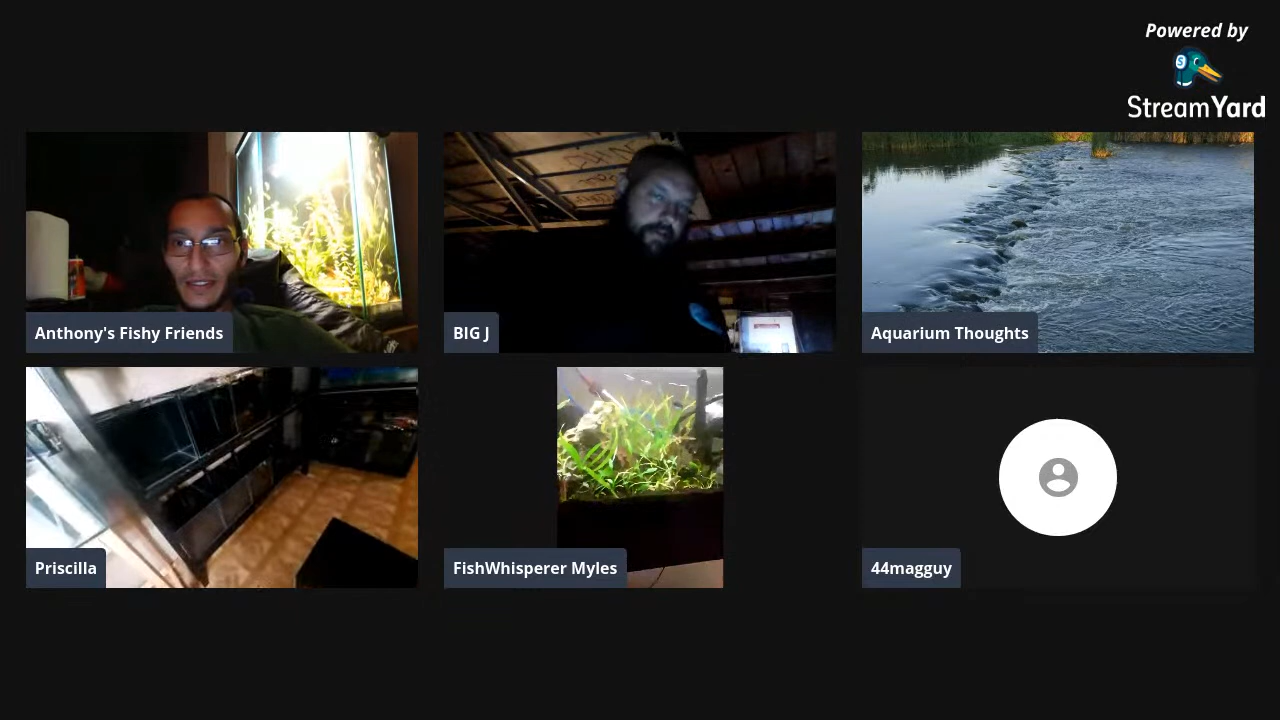 Powered by
StreamYard
Anthony's Fishy Friends
BIG J
Aquarium Thoughts
Priscilla
FishWhisperer Myles
44magguy